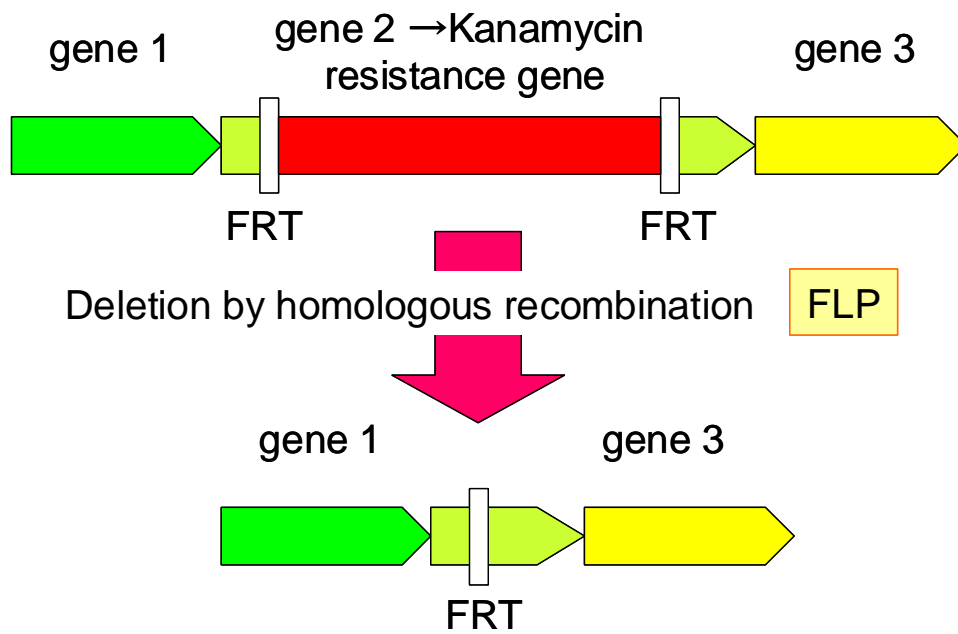 gene 1
gene 2 →Kanamycin
resistance gene
gene 3
FRT
FRT
Deletion by homologous recombination
FLP
gene 1
gene 3
FRT